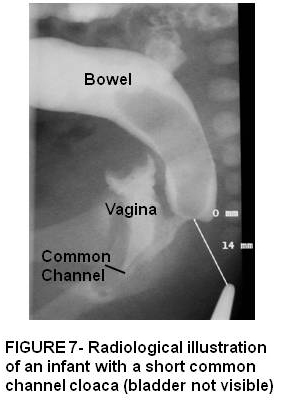 Bowel
Vagina
0 mm
14 mm
Common
Channel
FIGURE 7- Radiological illustration
of an infant with a short common
channel cloaca (bladder not visible)